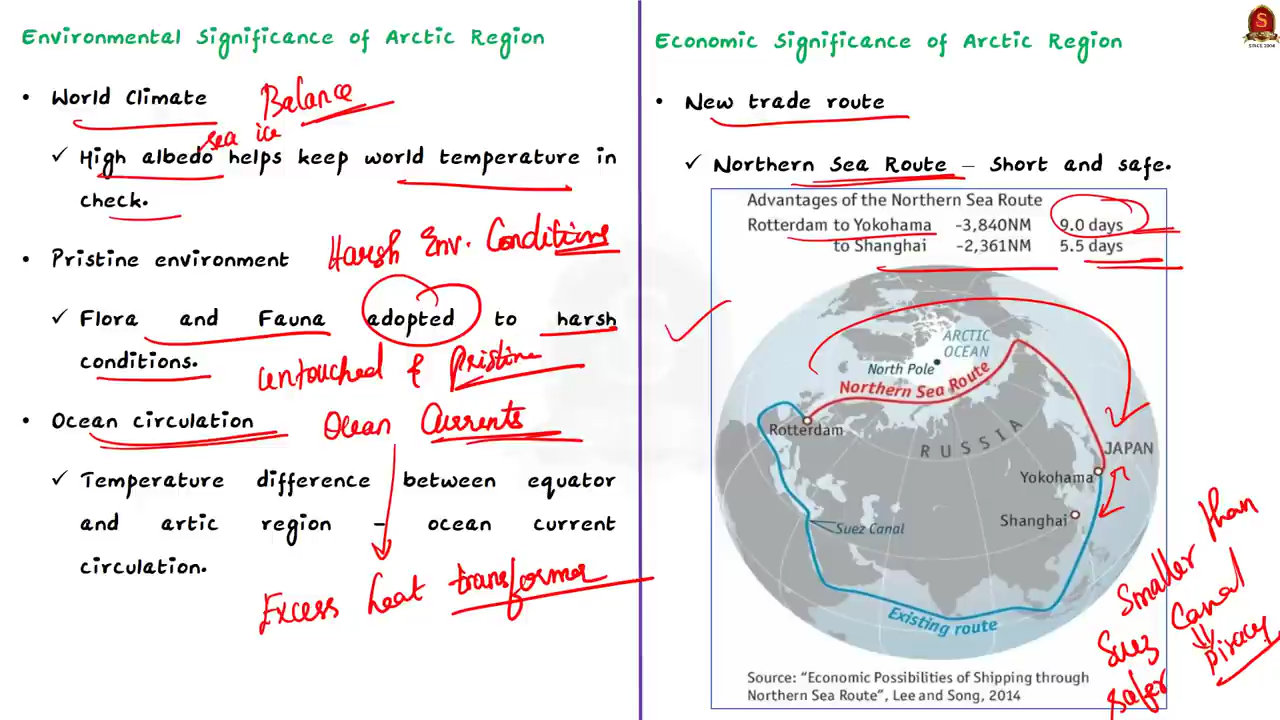 Environmental Significance of Arctic Region
• World Climate Balance
sea ice
✓ High albedo helps keep world temperature in
check.
• Pristine environment Harsh Env. Conditions
✓ Flora and Fauna adopted to harsh
conditions.
untouched & Pristine
• Ocean circulation Ocean Currents
✓ Temperature difference between equator
and artic region - ocean current
circulation.
Excess heat transformer
Economic Significance of Arctic Region
• New trade route
✓ Northern Sea Route – Short and safe.
Advantages of the Northern Sea Route
Rotterdam to Yokohama -3,840NM 9.0 days
to Shanghai -2,361NM 5.5 days
ARCTIC
OCEAN
North Pole
Northern Sea Route
Rotterdam
RUSSIA
JAPAN
Yokohama
Shanghai
Suez Canal
Existing route
Smaller than
Suez Canal
safer piracy
Source: "Economic Possibilities of Shipping through
Northern Sea Route", Lee and Song, 2014
S
SINCE 2004